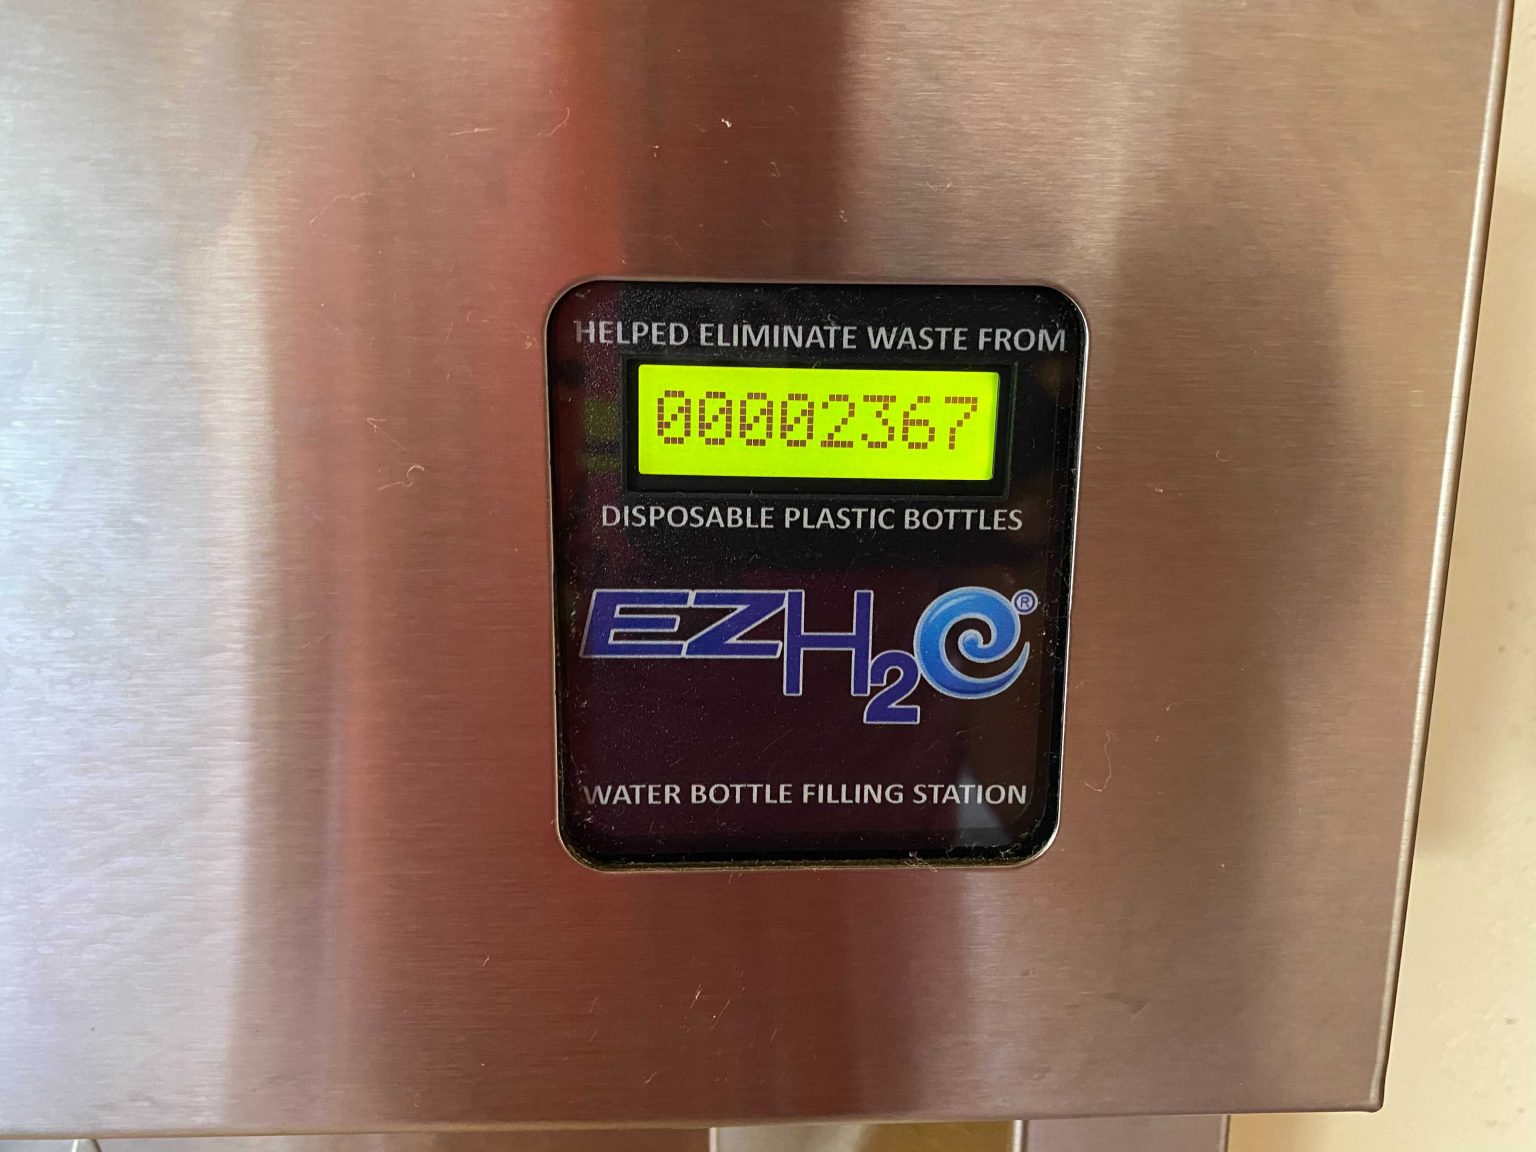 HELPED ELIMINATE WASTE FROM
00002367
DISPOSABLE PLASTIC BOTTLES
EZH2O®
WATER BOTTLE FILLING STATION